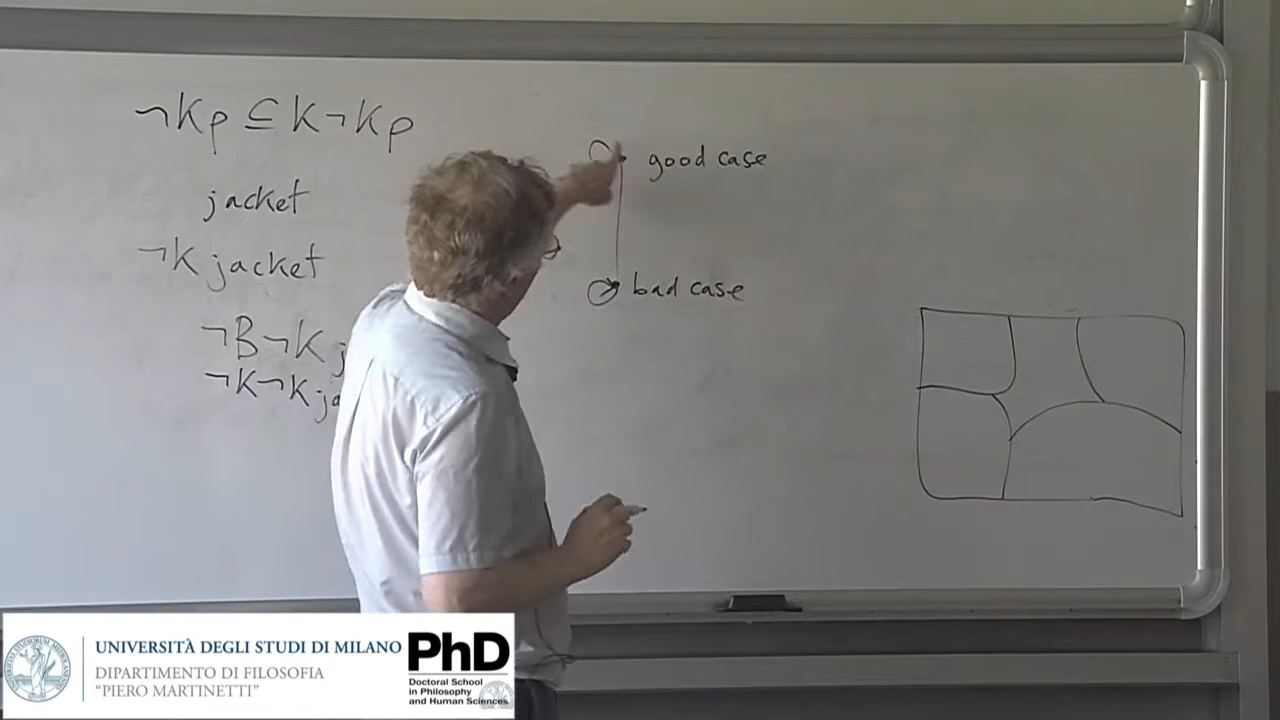 ¬Kp ⊆ K¬Kp
jacket
¬K jacket
¬B¬K j
¬K¬K ja
good case
bad case
UNIVERSITÀ DEGLI STUDI DI MILANO
DIPARTIMENTO DI FILOSOFIA
"PIERO MARTINETTI"
PhD
Doctoral School
in Philosophy
and Human Sciences